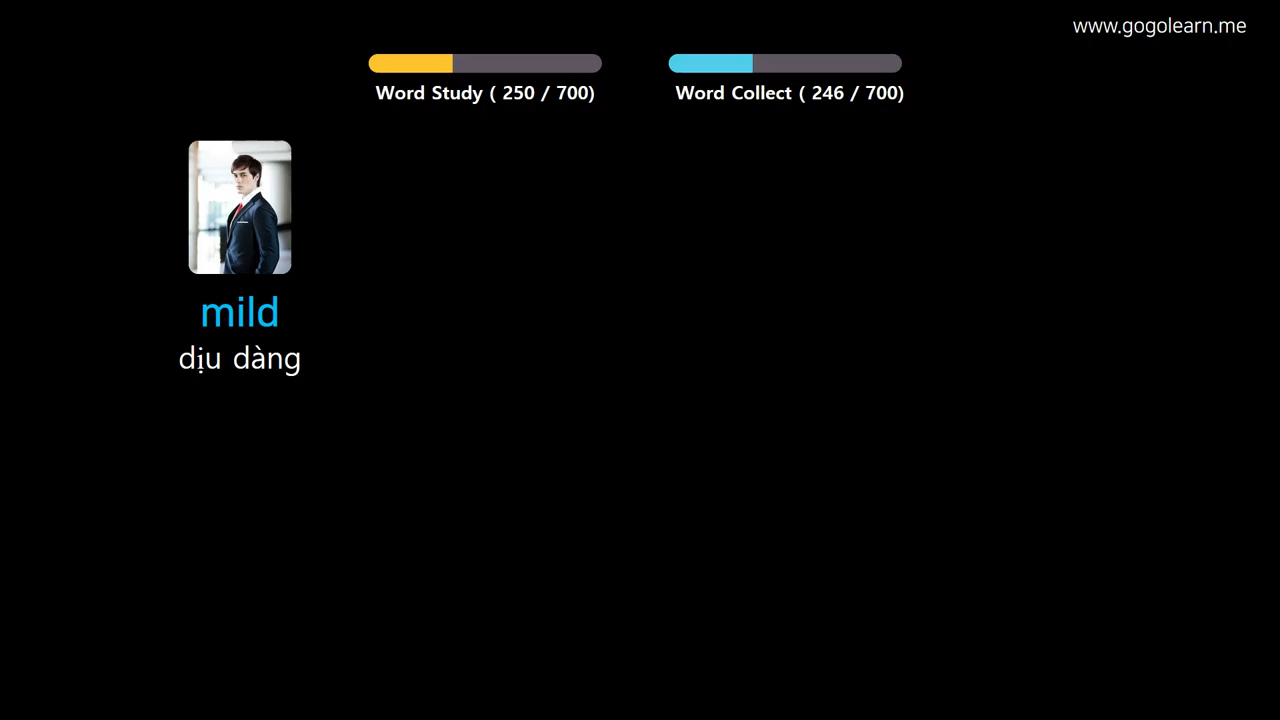 www.gogolearn.me
Word Study ( 250 / 700)
Word Collect ( 246 / 700)
mild
dịu dàng